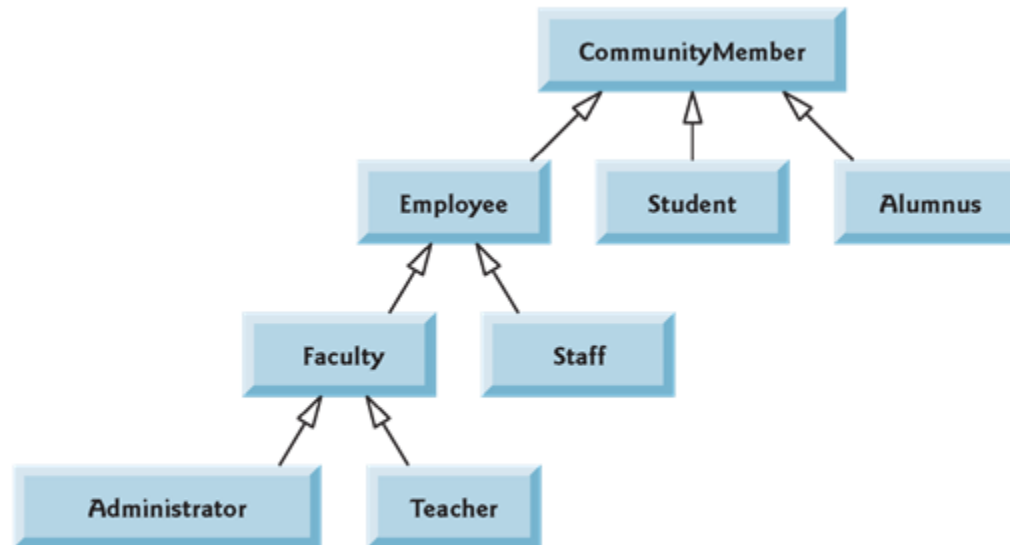 CommunityMember
Employee
Student
Alumnus
Faculty
Staff
Administrator
Teacher